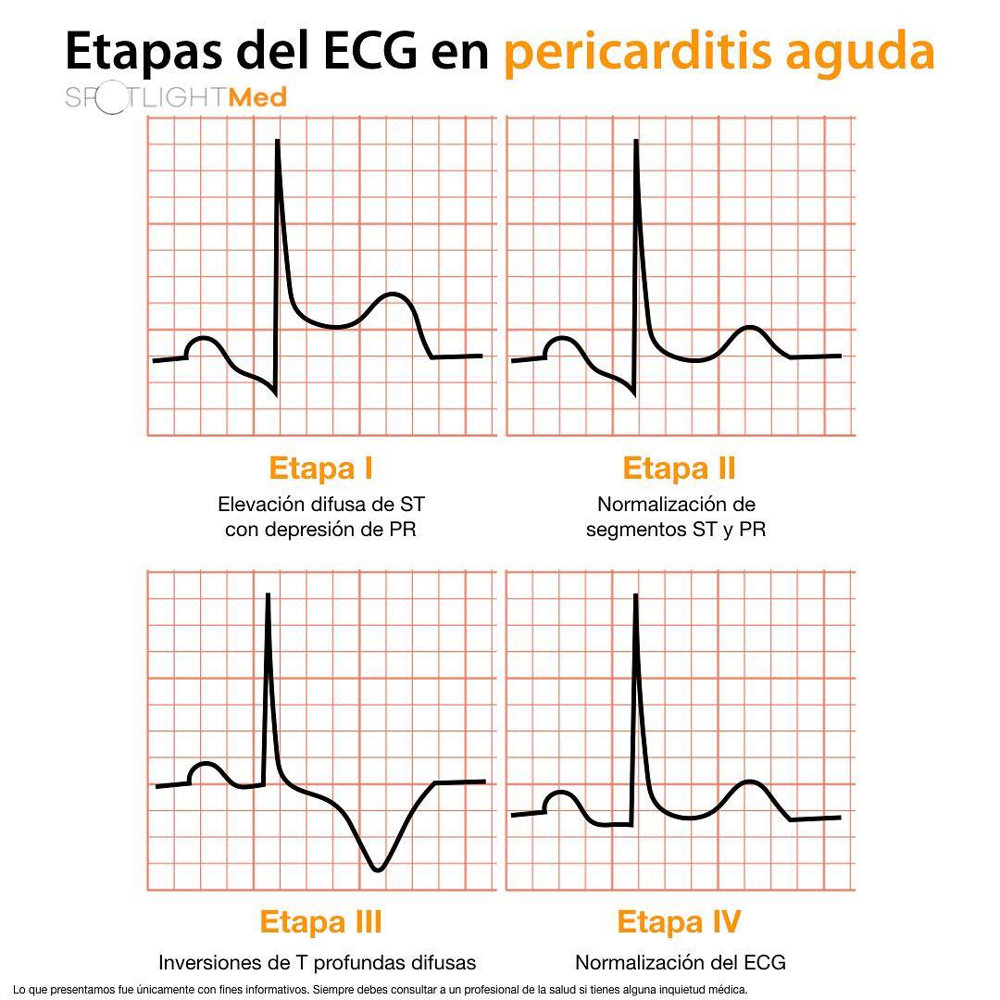 Etapas del ECG en pericarditis aguda
SPOTLIGHTMed
Etapa I
Elevación difusa de ST
con depresión de PR
Etapa II
Normalización de
segmentos ST y PR
Etapa III
Inversiones de T profundas difusas
Etapa IV
Normalización del ECG
Lo que presentamos fue únicamente con fines informativos. Siempre debes consultar a un profesional de la salud si tienes alguna inquietud médica.